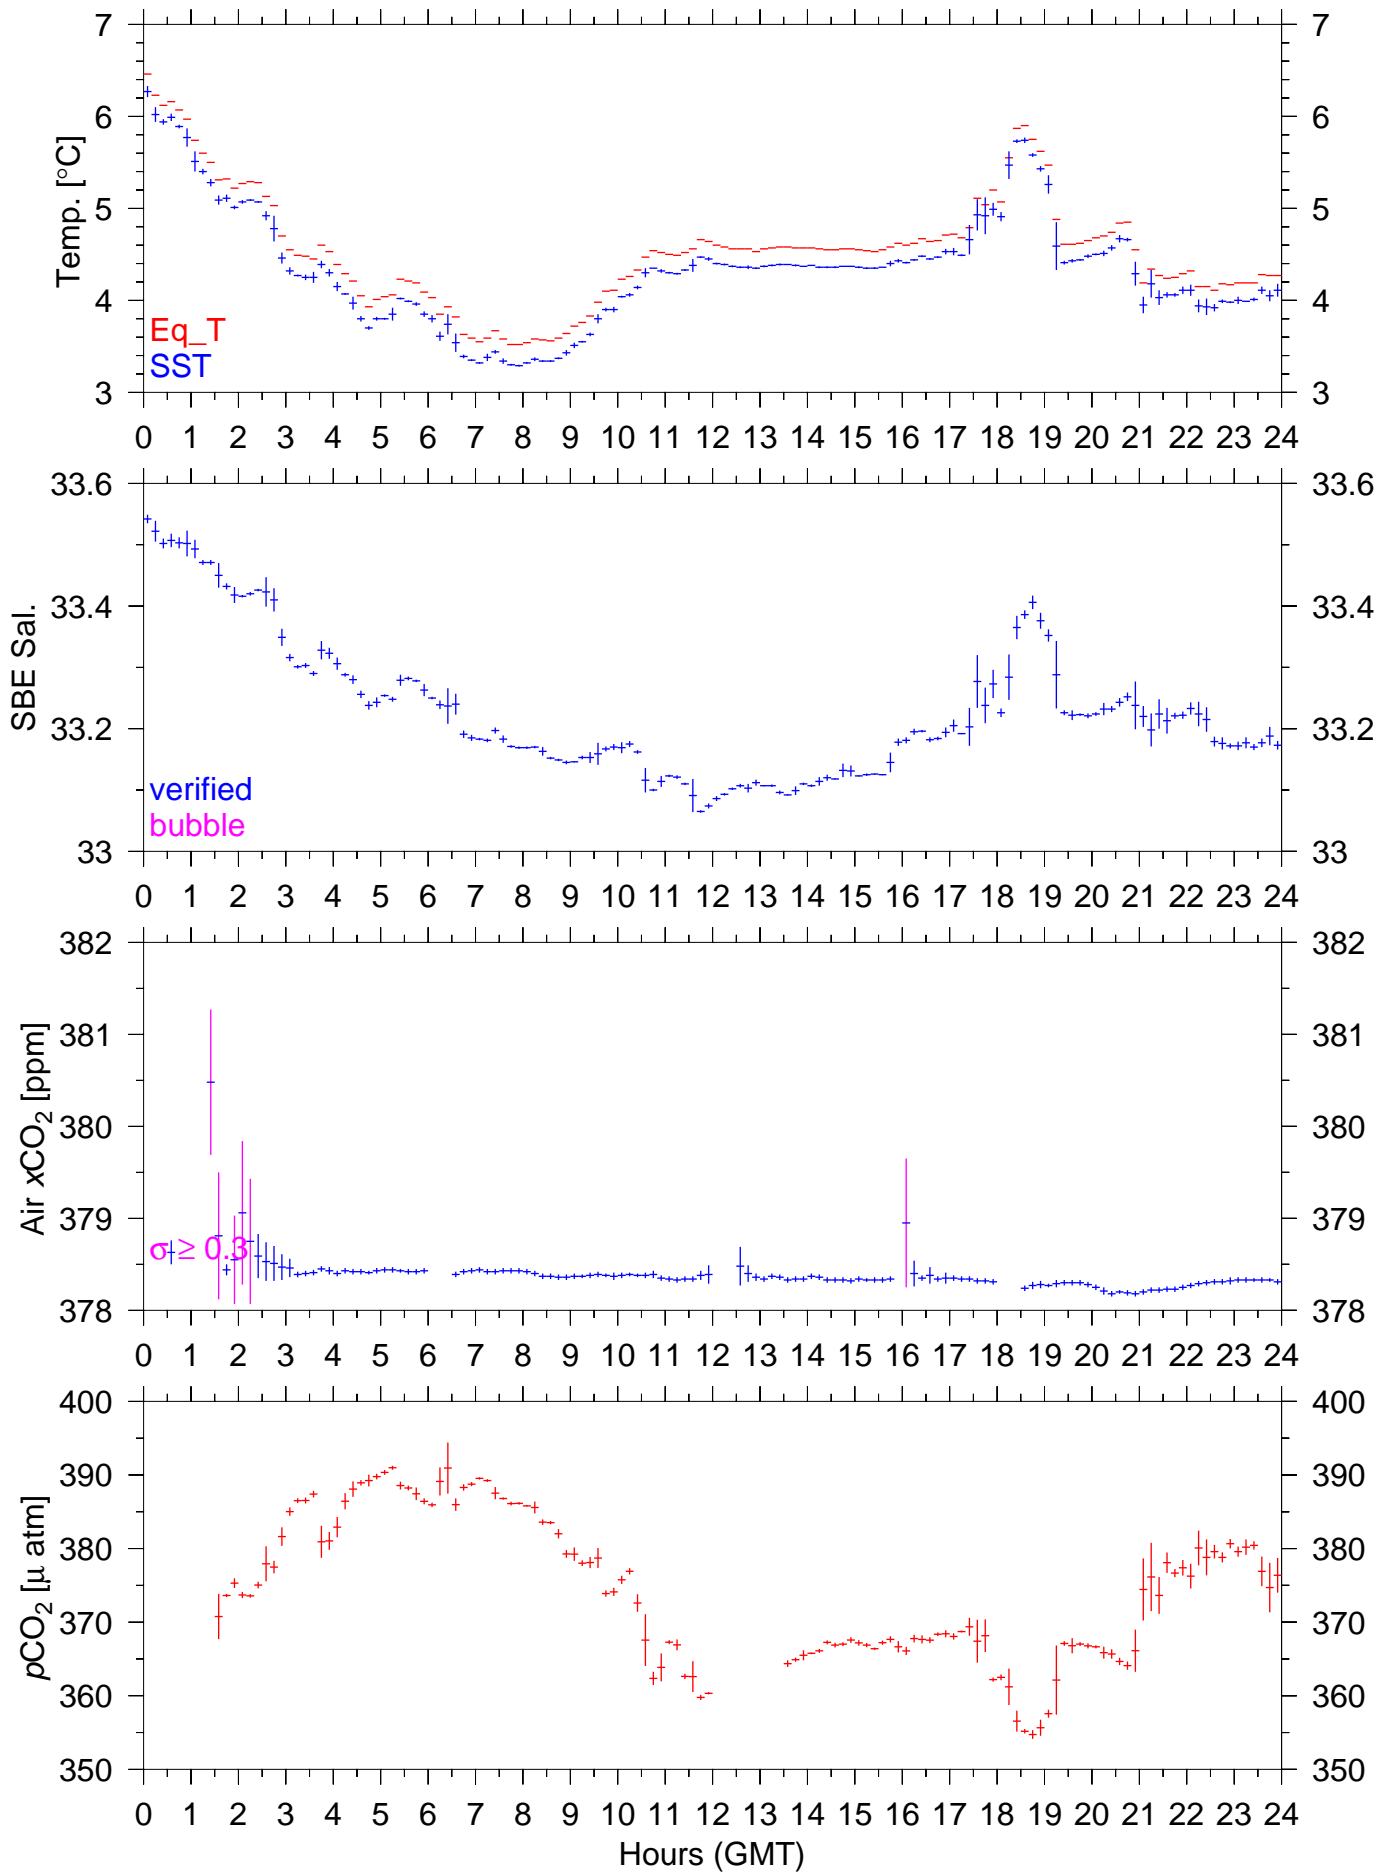 7 7
6 6
5 5
4 4
3 3
Temp. [°C]
Eq_T
SST
0 1 2 3 4 5 6 7 8 9 10 11 12 13 14 15 16 17 18 19 20 21 22 23 24
33.6 33.6
33.4 33.4
33.2 33.2
33 33
SBE Sal.
verified
bubble
0 1 2 3 4 5 6 7 8 9 10 11 12 13 14 15 16 17 18 19 20 21 22 23 24
382 382
381 381
380 380
379 379
378 378
Air xCO₂ [ppm]
σ ≥ 0.3
0 1 2 3 4 5 6 7 8 9 10 11 12 13 14 15 16 17 18 19 20 21 22 23 24
400 400
390 390
380 380
370 370
360 360
350 350
pCO₂ [μ atm]
0 1 2 3 4 5 6 7 8 9 10 11 12 13 14 15 16 17 18 19 20 21 22 23 24
Hours (GMT)